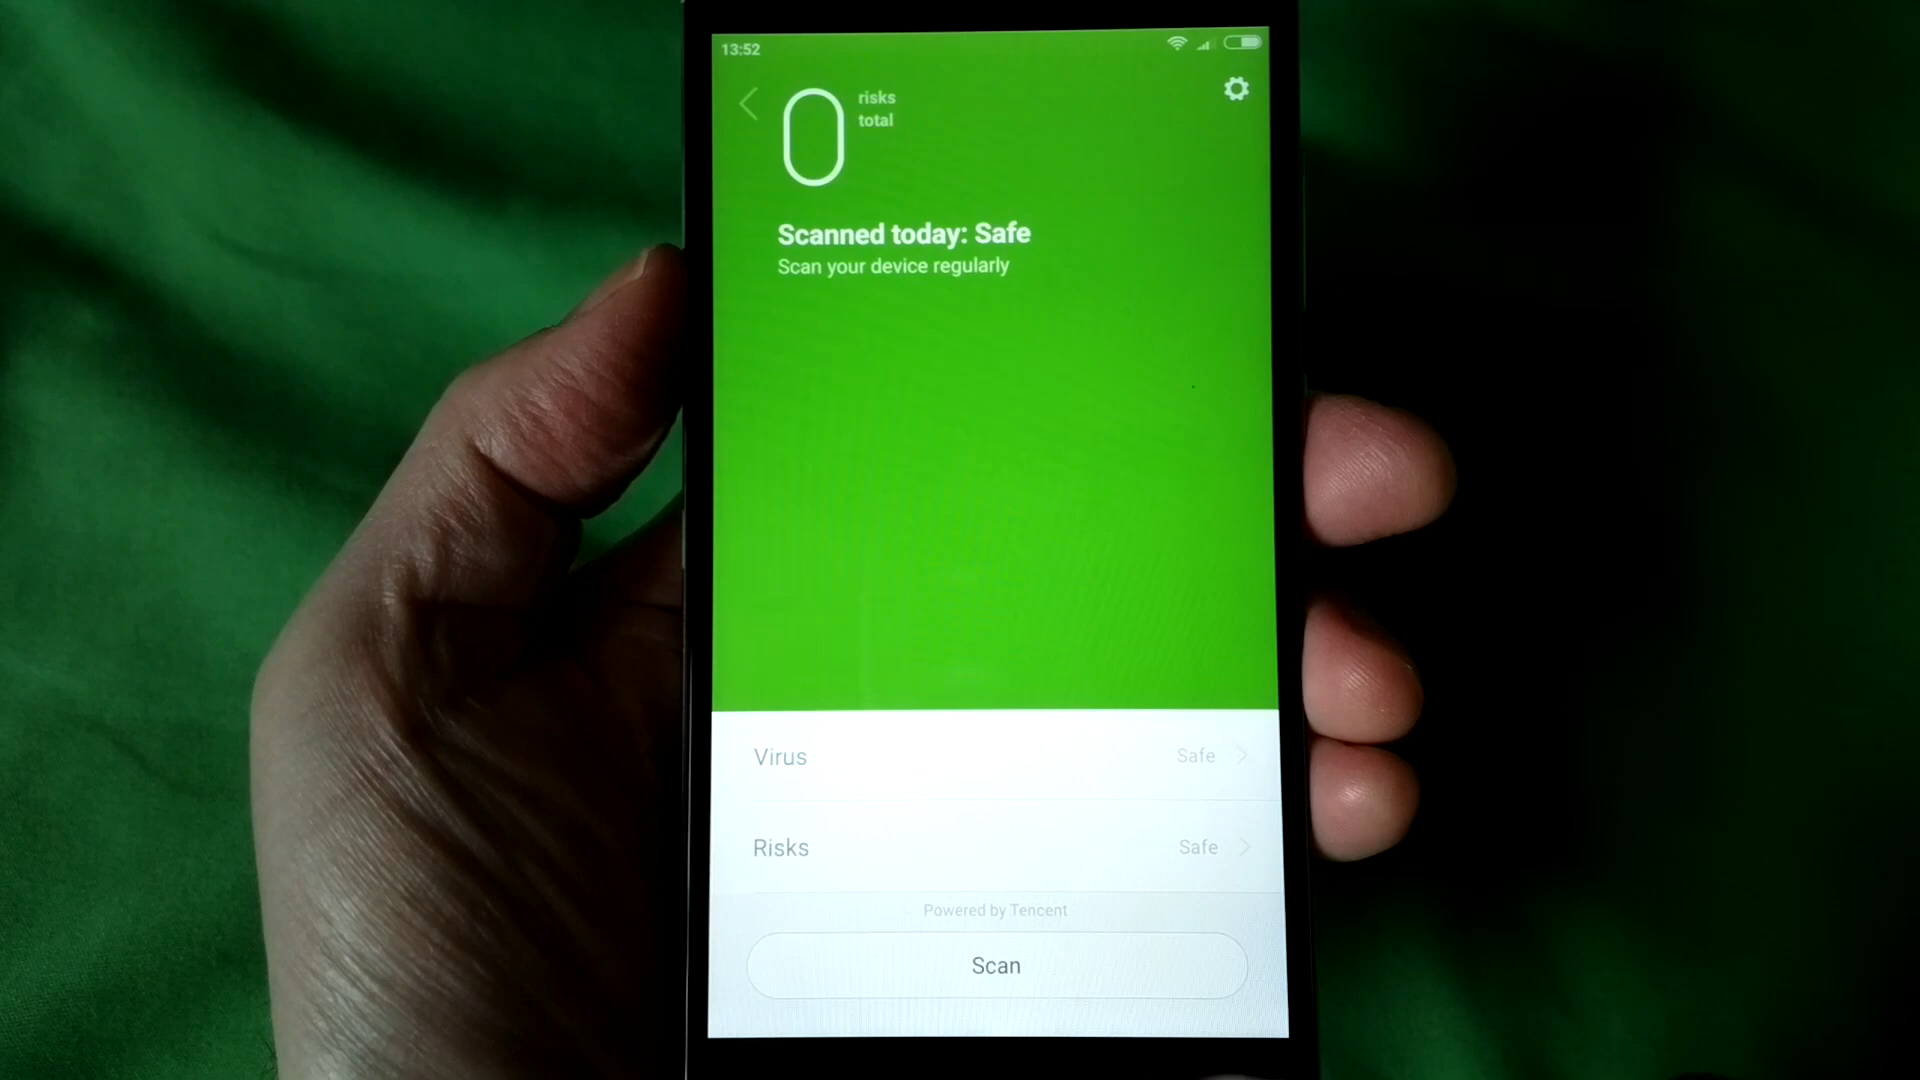 13:52
0
risks
total
Scanned today: Safe
Scan your device regularly
Virus Safe
Risks Safe
Powered by Tencent
Scan